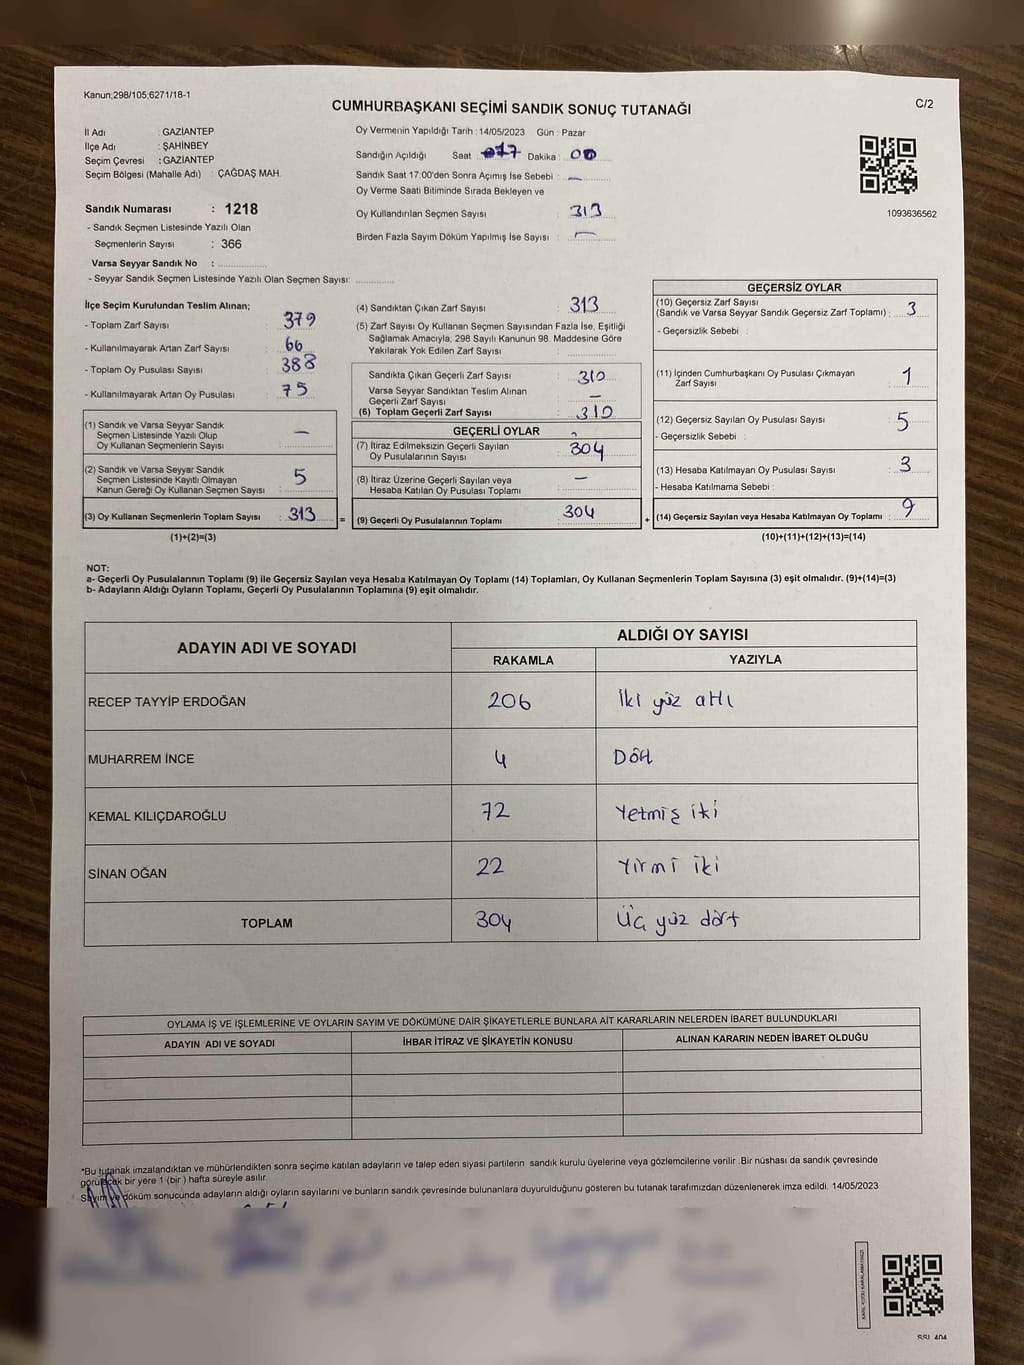 Kanun;298/105,6271/18-1
CUMHURBAŞKANI SEÇİMİ SANDIK SONUÇ TUTANAĞI
C/2
İl Adı : GAZİANTEP
İlçe Adı : ŞAHİNBEY
Seçim Çevresi : GAZİANTEP
Seçim Bölgesi (Mahalle Adı) : ÇAĞDAŞ MAH.
Sandık Numarası : 1218
- Sandık Seçmen Listesinde Yazılı Olan
Seçmenlerin Sayısı : 366
Varsa Seyyar Sandık No :
- Seyyar Sandık Seçmen Listesinde Yazılı Olan Seçmen Sayısı:
Oy Vermenin Yapıldığı Tarih : 14/05/2023 Gün : Pazar
Sandığın Açıldığı Saat 17 Dakika : 00
Sandık Saat 17:00'den Sonra Açımış İse Sebebi : —
Oy Verme Saati Bitiminde Sırada Bekleyen ve
Oy Kullandırılan Seçmen Sayısı : 313
Birden Fazla Sayım Döküm Yapılmış İse Sayısı : —
1093636562
İlçe Seçim Kurulundan Teslim Alınan;
- Toplam Zarf Sayısı : 379
- Kullanılmayarak Artan Zarf Sayısı : 66
- Toplam Oy Pusulası Sayısı : 388
- Kullanılmayarak Artan Oy Pusulası : 75
(1) Sandık ve Varsa Seyyar Sandık
Seçmen Listesinde Yazılı Olup
Oy Kullanan Seçmenlerin Sayısı : —
(2) Sandık ve Varsa Seyyar Sandık
Seçmen Listesinde Kayıtlı Olmayan
Kanun Gereği Oy Kullanan Seçmen Sayısı : 5
(3) Oy Kullanan Seçmenlerin Toplam Sayısı : 313
(1)+(2)=(3)
(4) Sandıktan Çıkan Zarf Sayısı : 313
(5) Zarf Sayısı Oy Kullanan Seçmen Sayısından Fazla İse, Eşitliği
Sağlamak Amacıyla; 298 Sayılı Kanunun 98. Maddesine Göre
Yakılarak Yok Edilen Zarf Sayısı :
Sandıkta Çıkan Geçerli Zarf Sayısı : 310
Varsa Seyyar Sandıktan Teslim Alınan
Geçerli Zarf Sayısı : —
(6) Toplam Geçerli Zarf Sayısı : 310
GEÇERLİ OYLAR
(7) İtiraz Edilmeksizin Geçerli Sayılan
Oy Pusulalarının Sayısı : 304
(8) İtiraz Üzerine Geçerli Sayılan veya
Hesaba Katılan Oy Pusulası Toplamı : —
= (9) Geçerli Oy Pusulalarının Toplamı : 304
GEÇERSİZ OYLAR
(10) Geçersiz Zarf Sayısı
(Sandık ve Varsa Seyyar Sandık Geçersiz Zarf Toplamı) : 3
- Geçersizlik Sebebi :
(11) İçinden Cumhurbaşkanı Oy Pusulası Çıkmayan
Zarf Sayısı : 1
(12) Geçersiz Sayılan Oy Pusulası Sayısı : 5
- Geçersizlik Sebebi :
(13) Hesaba Katılmayan Oy Pusulası Sayısı : 3
- Hesaba Katılmama Sebebi :
+ (14) Geçersiz Sayılan veya Hesaba Katılmayan Oy Toplamı : 9
(10)+(11)+(12)+(13)=(14)
NOT:
a- Geçerli Oy Pusulalarının Toplamı (9) ile Geçersiz Sayılan veya Hesaba Katılmayan Oy Toplamı (14) Toplamları, Oy Kullanan Seçmenlerin Toplam Sayısına (3) eşit olmalıdır. (9)+(14)=(3)
b- Adayların Aldığı Oyların Toplamı, Geçerli Oy Pusulalarının Toplamına (9) eşit olmalıdır.
ADAYIN ADI VE SOYADI ALDIĞI OY SAYISI
RAKAMLA YAZIYLA
RECEP TAYYİP ERDOĞAN 206 İki yüz altı
MUHARREM İNCE 4 Dört
KEMAL KILIÇDAROĞLU 72 Yetmiş iki
SİNAN OĞAN 22 Yirmi iki
TOPLAM 304 Üç yüz dört
OYLAMA İŞ VE İŞLEMLERİNE VE OYLARIN SAYIM VE DÖKÜMÜNE DAİR ŞİKAYETLERLE BUNLARA AİT KARARLARIN NELERDEN İBARET BULUNDUKLARI
ADAYIN ADI VE SOYADI İHBAR İTİRAZ VE ŞİKAYETİN KONUSU ALINAN KARARIN NEDEN İBARET OLDUĞU
*Bu tutanak imzalandıktan ve mühürlendikten sonra seçime katılan adayların ve talep eden siyasi partilerin sandık kurulu üyelerine veya gözlemcilerine verilir. Bir nüshası da sandık çevresinde
görülecek bir yere 1 (bir) hafta süreyle asılır.
Sayım ve döküm sonucunda adayların aldığı oyların sayılarını ve bunların sandık çevresinde bulunanlara duyurulduğunu gösteren bu tutanak tarafımızdan düzenlenerek imza edildi. 14/05/2023